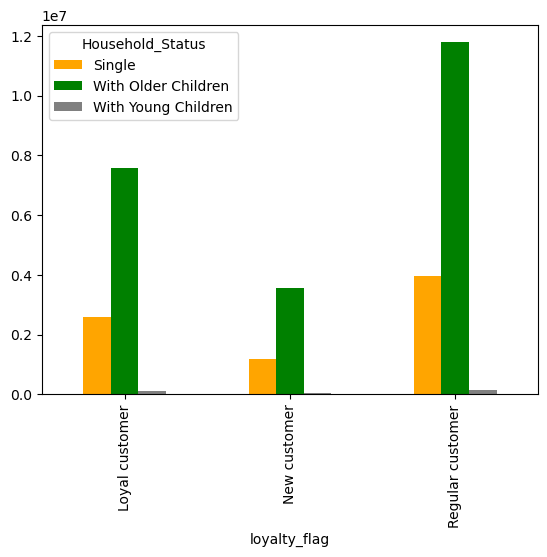 1e7
Household_Status
Single
With Older Children
With Young Children
1.2
1.0
0.8
0.6
0.4
0.2
0.0
Loyal customer
New customer
Regular customer
loyalty_flag